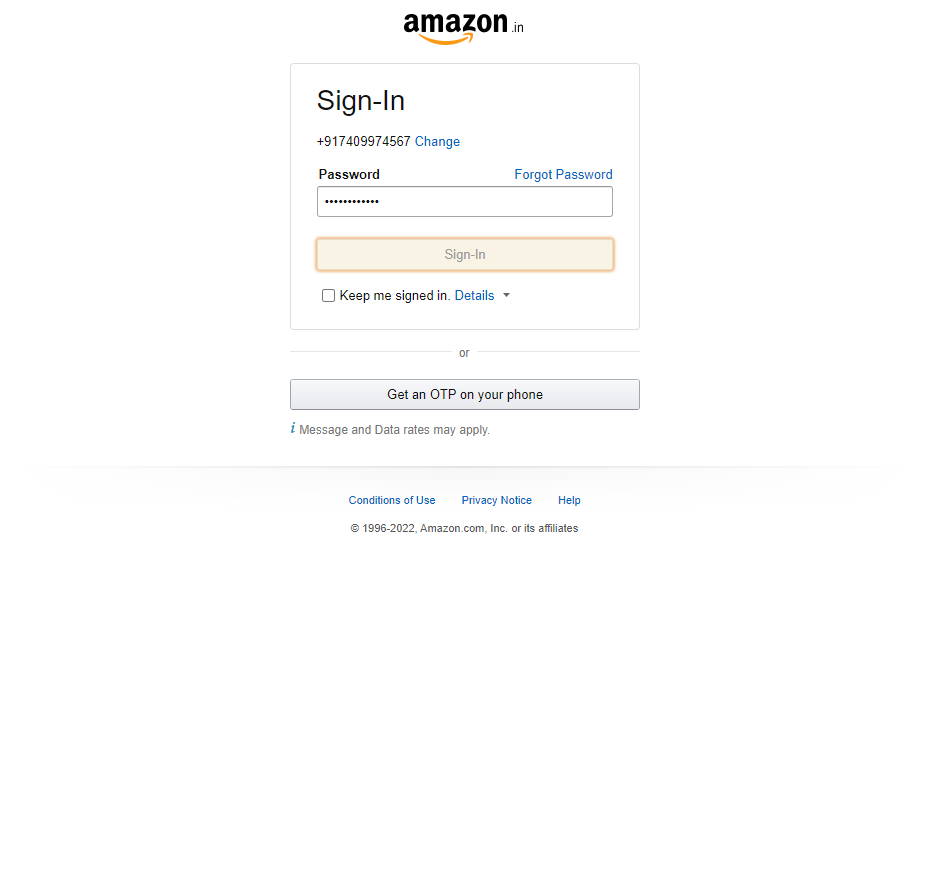 amazon.in
Sign-In
+917409974567 Change
Password Forgot Password
••••••••••••
Sign-In
Keep me signed in. Details
or
Get an OTP on your phone
i Message and Data rates may apply.
Conditions of Use Privacy Notice Help
© 1996-2022, Amazon.com, Inc. or its affiliates